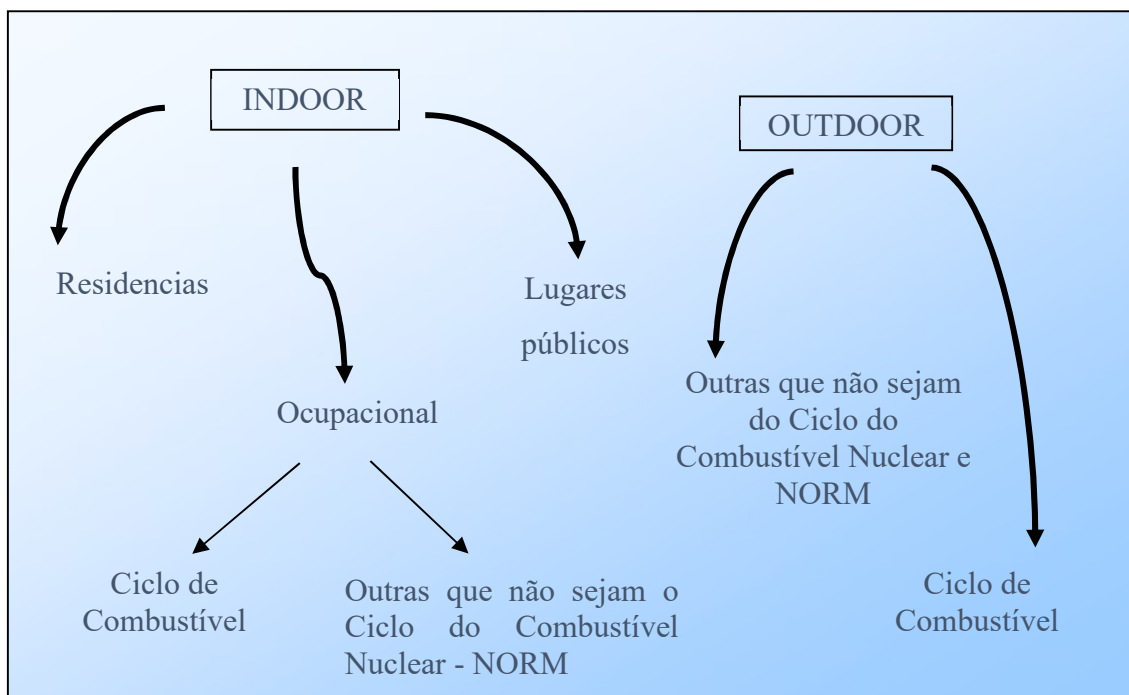 INDOOR
OUTDOOR
Residencias
Lugares
públicos
Ocupacional
Outras que não sejam
do Ciclo do
Combustível Nuclear e
NORM
Ciclo de
Combustível
Outras que não sejam o
Ciclo do Combustível
Nuclear - NORM
Ciclo de
Combustível